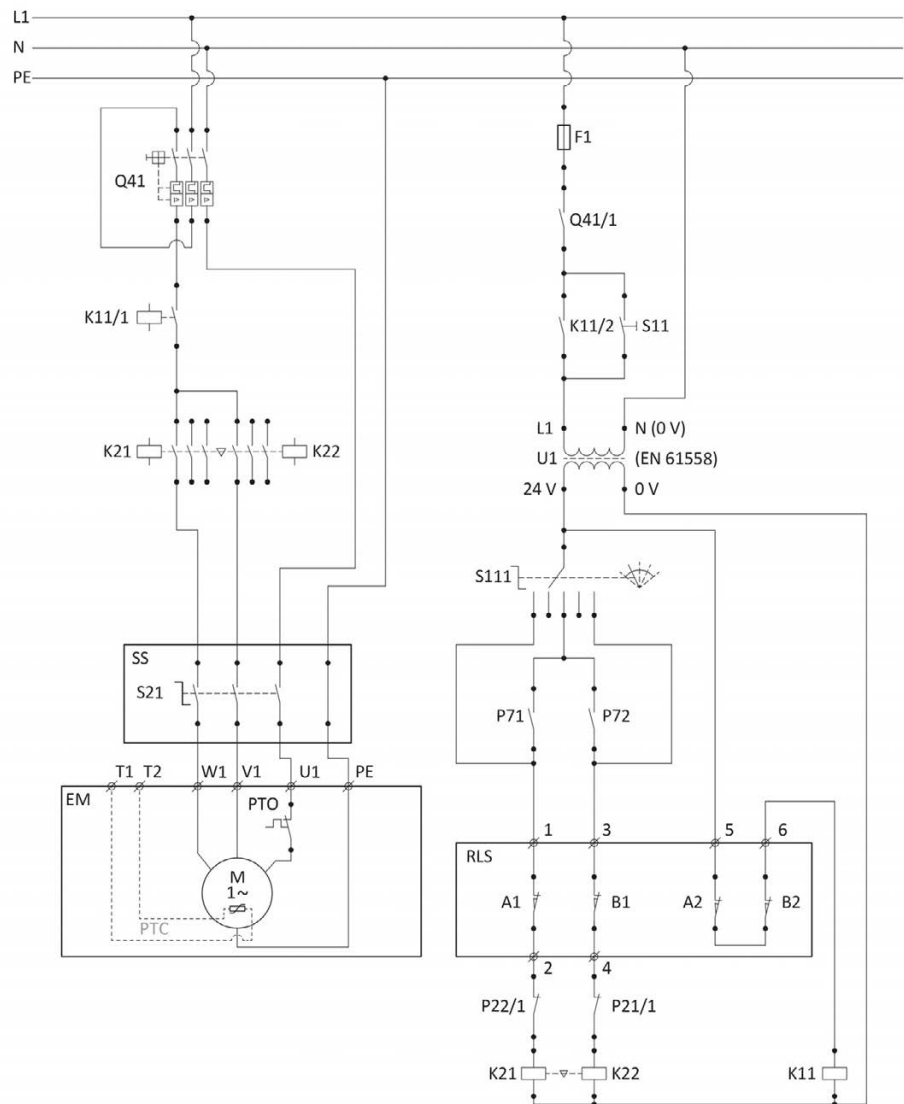 L1
N
PE
F1
Q41
Q41/1
K11/1
K11/2
S11
K21
K22
L1
N (0 V)
U1
(EN 61558)
24 V
0 V
S111
SS
S21
P71
P72
T1
T2
W1
V1
U1
PE
EM
PTO
M
1~
PTC
1
3
5
6
RLS
A1
B1
A2
B2
2
4
P22/1
P21/1
K21
K22
K11